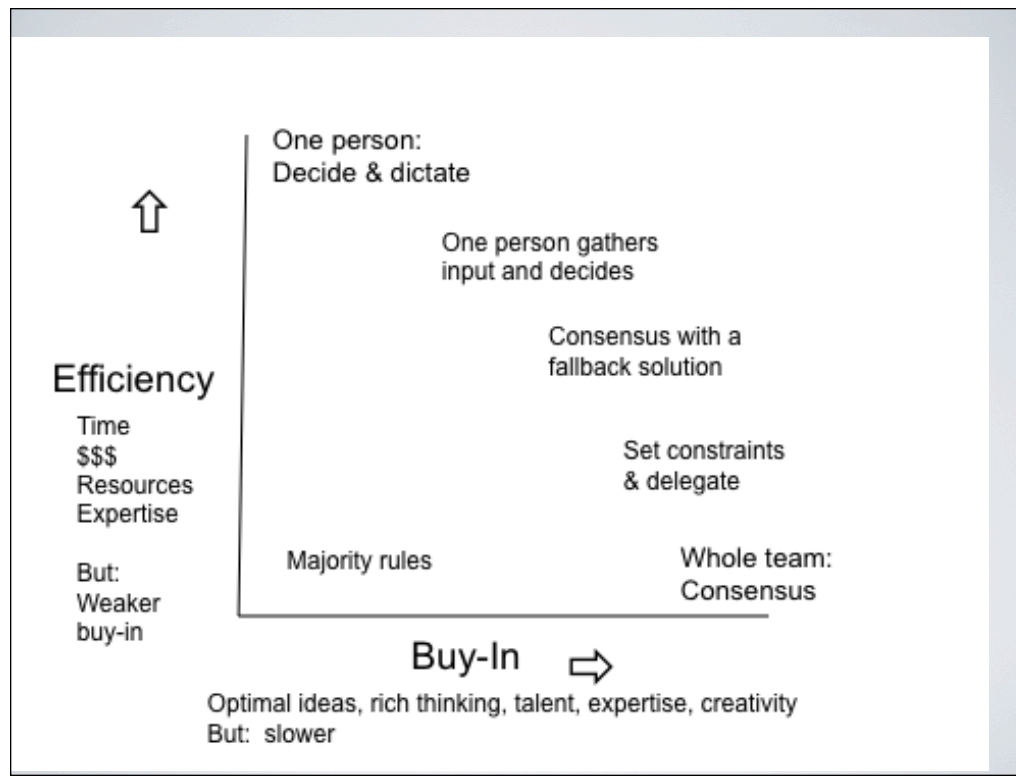 One person:
Decide & dictate
One person gathers
input and decides
Consensus with a
fallback solution
Efficiency
Time
$$$
Resources
Expertise
But:
Weaker
buy-in
Set constraints
& delegate
Majority rules
Whole team:
Consensus
Buy-In
Optimal ideas, rich thinking, talent, expertise, creativity
But: slower